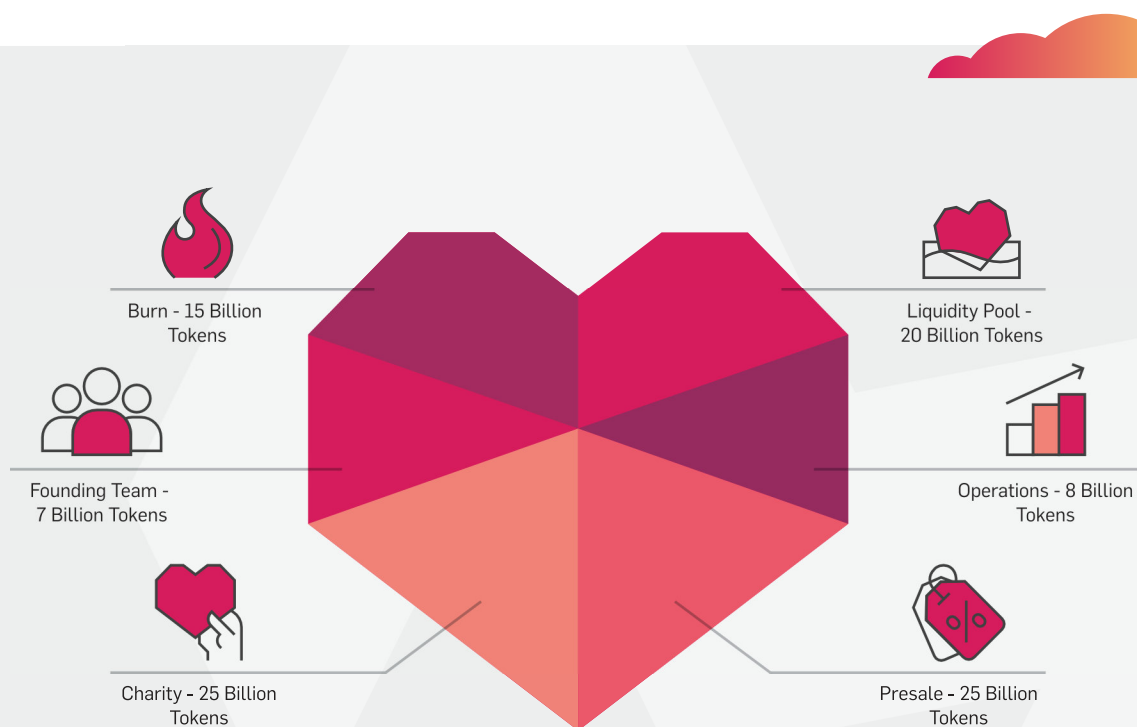 Burn - 15 Billion
Tokens
Liquidity Pool -
20 Billion Tokens
Founding Team -
7 Billion Tokens
Operations - 8 Billion
Tokens
%
Charity - 25 Billion
Tokens
Presale - 25 Billion
Tokens